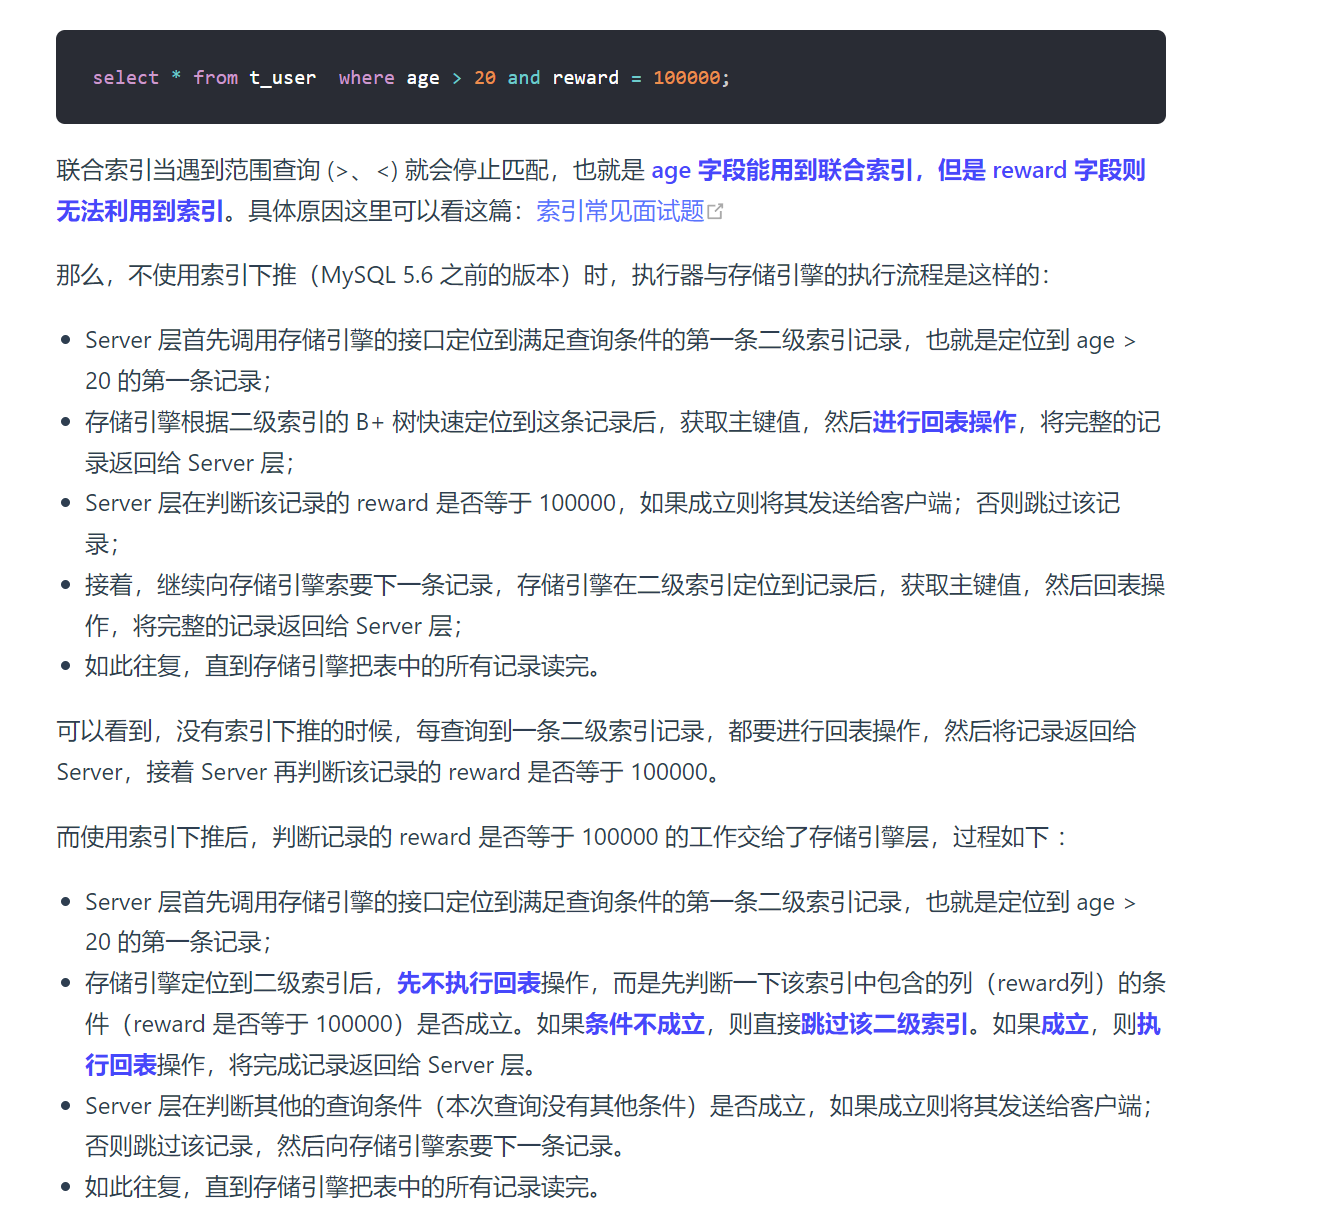 select * from t_user  where age > 20 and reward = 100000;
联合索引当遇到范围查询 (>、<) 就会停止匹配，也就是 age 字段能用到联合索引，但是 reward 字段则
无法利用到索引。具体原因这里可以看这篇：索引常见面试题
那么，不使用索引下推（MySQL 5.6 之前的版本）时，执行器与存储引擎的执行流程是这样的：
• Server 层首先调用存储引擎的接口定位到满足查询条件的第一条二级索引记录，也就是定位到 age >
20 的第一条记录；
• 存储引擎根据二级索引的 B+ 树快速定位到这条记录后，获取主键值，然后进行回表操作，将完整的记
录返回给 Server 层；
• Server 层在判断该记录的 reward 是否等于 100000，如果成立则将其发送给客户端；否则跳过该记
录；
• 接着，继续向存储引擎索要下一条记录，存储引擎在二级索引定位到记录后，获取主键值，然后回表操
作，将完整的记录返回给 Server 层；
• 如此往复，直到存储引擎把表中的所有记录读完。
可以看到，没有索引下推的时候，每查询到一条二级索引记录，都要进行回表操作，然后将记录返回给
Server，接着 Server 再判断该记录的 reward 是否等于 100000。
而使用索引下推后，判断记录的 reward 是否等于 100000 的工作交给了存储引擎层，过程如下 ：
• Server 层首先调用存储引擎的接口定位到满足查询条件的第一条二级索引记录，也就是定位到 age >
20 的第一条记录；
• 存储引擎定位到二级索引后，先不执行回表操作，而是先判断一下该索引中包含的列（reward列）的条
件（reward 是否等于 100000）是否成立。如果条件不成立，则直接跳过该二级索引。如果成立，则执
行回表操作，将完成记录返回给 Server 层。
• Server 层在判断其他的查询条件（本次查询没有其他条件）是否成立，如果成立则将其发送给客户端；
否则跳过该记录，然后向存储引擎索要下一条记录。
• 如此往复，直到存储引擎把表中的所有记录读完。